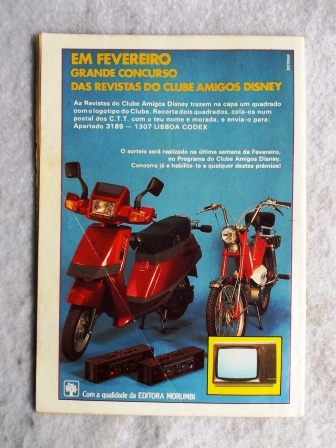 EM FEVEREIRO
GRANDE CONCURSO
DAS REVISTAS DO CLUBE AMIGOS DISNEY
As Revistas do Clube Amigos Disney trazem na capa um quadrado
com o logotipo do Clube. Recorta dois quadrados, cola-os num
postal dos C.T.T. com o teu nome e morada, e envia-o para:
Apartado 3189 — 1307 LISBOA CODEX
O sorteio será realizado na última semana de Fevereiro,
no Programa do Clube Amigos Disney.
Concorre já e habilita-te a qualquer destes prémios!
Com a qualidade da EDITORA MORUMBI